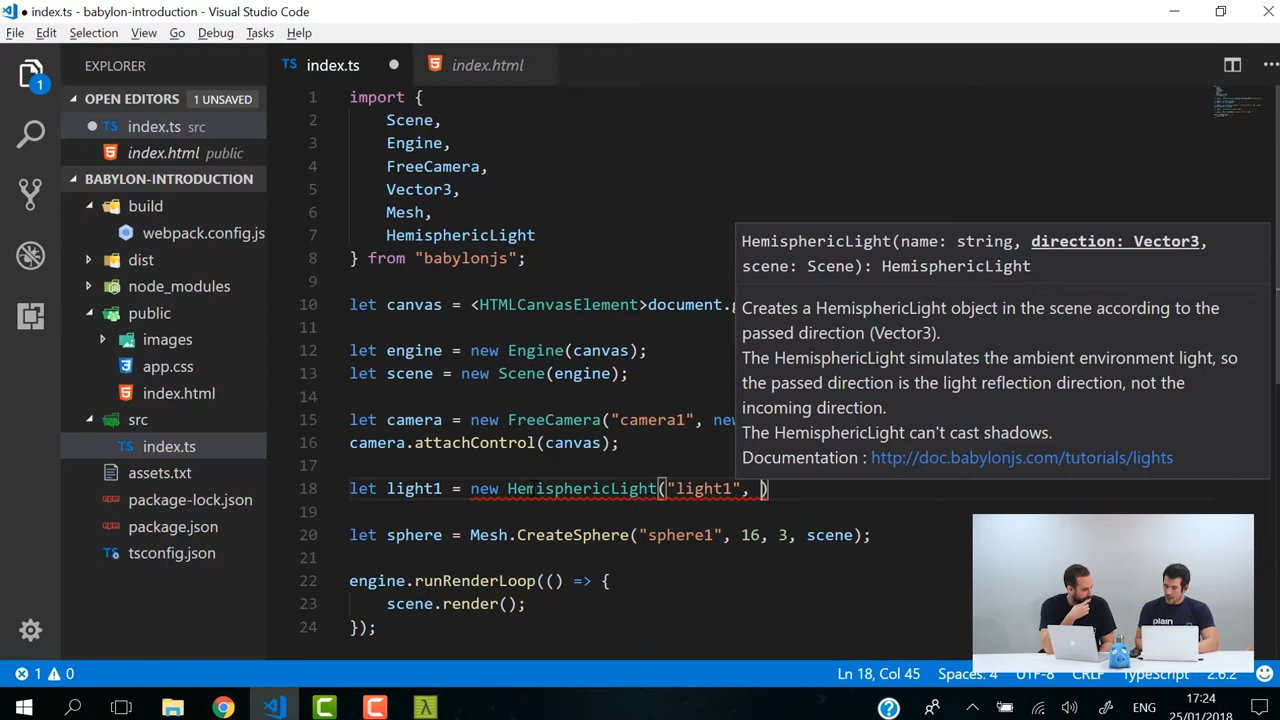 index.ts - babylon-introduction - Visual Studio Code
File Edit Selection View Go Debug Tasks Help
EXPLORER
TS index.ts
index.html
1
OPEN EDITORS 1 UNSAVED
TS index.ts src
index.html public
BABYLON-INTRODUCTION
build
webpack.config.js
dist
node_modules
public
images
app.css
index.html
src
TS index.ts
assets.txt
package-lock.json
package.json
tsconfig.json
1 import {
2 Scene,
3 Engine,
4 FreeCamera,
5 Vector3,
6 Mesh,
7 HemisphericLight
8 } from "babylonjs";
9
10 let canvas = <HTMLCanvasElement>document.g
11
12 let engine = new Engine(canvas);
13 let scene = new Scene(engine);
14
15 let camera = new FreeCamera("camera1", new
16 camera.attachControl(canvas);
17
18 let light1 = new HemisphericLight("light1", )
19
20 let sphere = Mesh.CreateSphere("sphere1", 16, 3, scene);
21
22 engine.runRenderLoop(() => {
23 scene.render();
24 });
HemisphericLight(name: string, direction: Vector3,
scene: Scene): HemisphericLight
Creates a HemisphericLight object in the scene according to the
passed direction (Vector3).
The HemisphericLight simulates the ambient environment light, so
the passed direction is the light reflection direction, not the
incoming direction.
The HemisphericLight can't cast shadows.
Documentation : http://doc.babylonjs.com/tutorials/lights
plain
1 0
Ln 18, Col 45 Spaces: 4 UTF-8 CRLF TypeScript 2.6.2
ENG
17:24
25/01/2018